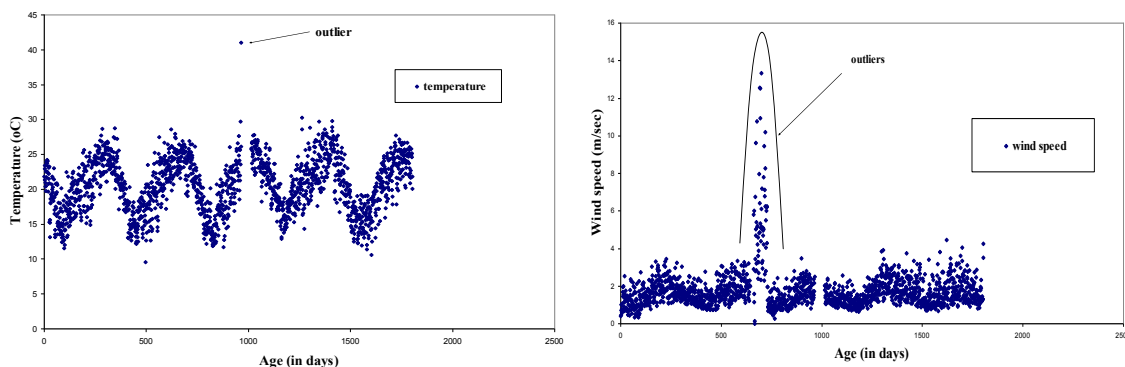 45
40
35
30
25
20
15
10
5
0
Temperature (oC)
outlier
temperature
0 500 1000 1500 2000 2500
Age (in days)
16
14
12
10
8
6
4
2
0
Wind speed (m/sec)
outliers
wind speed
0 500 1000 1500 2000 250
Age (in days)